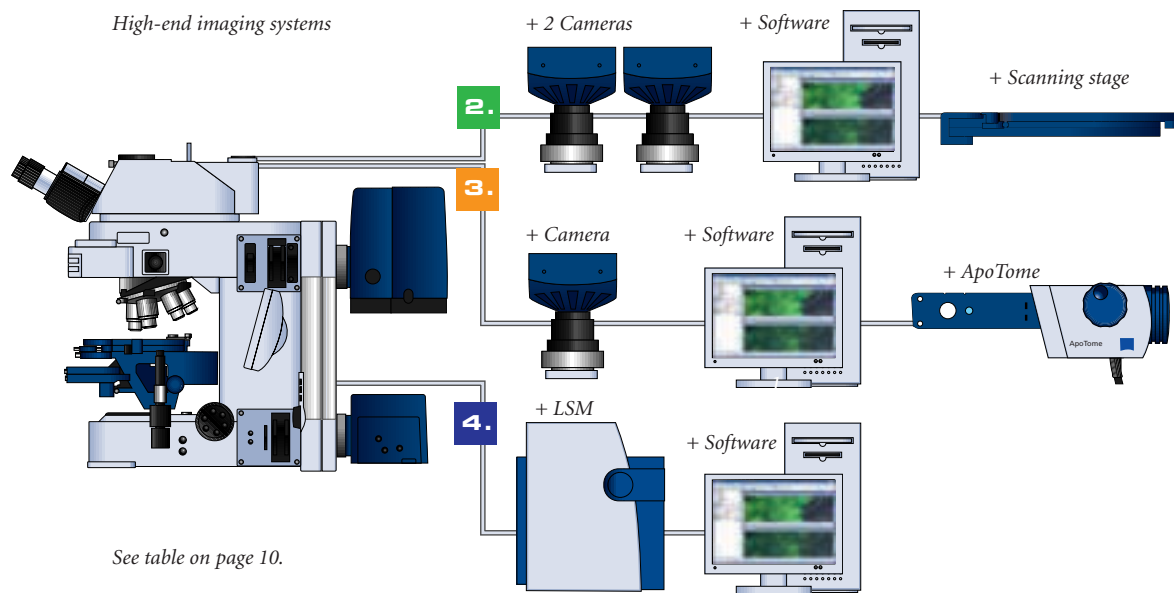 High-end imaging systems
+ 2 Cameras
+ Software
+ Scanning stage
2.
3.
+ Camera
+ Software
+ ApoTome
ApoTome
4.
+ LSM
+ Software
See table on page 10.